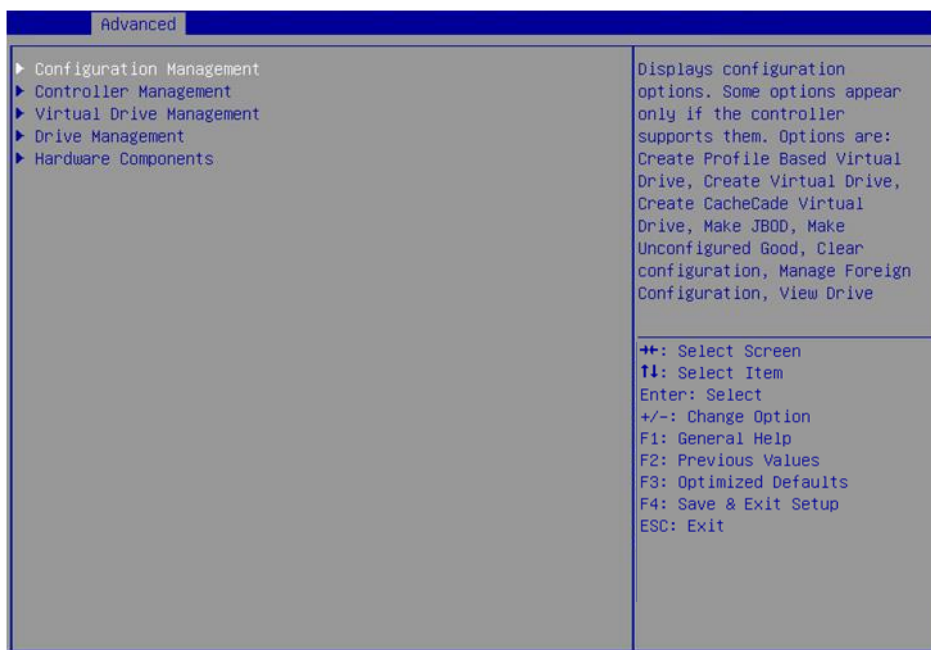 Advanced
Configuration Management
Controller Management
Virtual Drive Management
Drive Management
Hardware Components
Displays configuration
options. Some options appear
only if the controller
supports them. Options are:
Create Profile Based Virtual
Drive, Create Virtual Drive,
Create CacheCade Virtual
Drive, Make JBOD, Make
Unconfigured Good, Clear
configuration, Manage Foreign
Configuration, View Drive
→←: Select Screen
↑↓: Select Item
Enter: Select
+/-: Change Option
F1: General Help
F2: Previous Values
F3: Optimized Defaults
F4: Save & Exit Setup
ESC: Exit